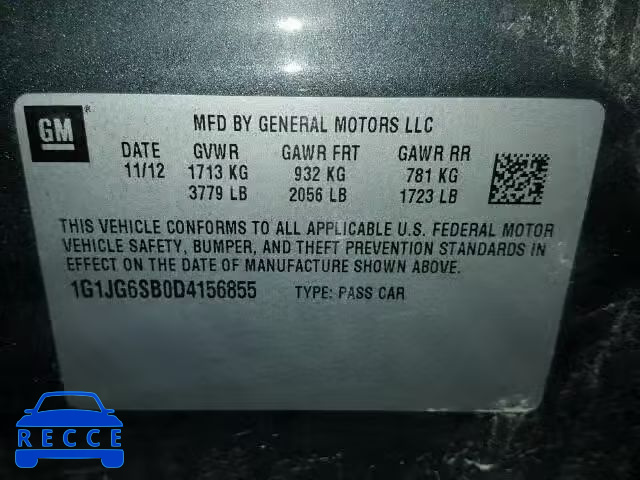 GM
®
MFD BY GENERAL MOTORS LLC
DATE GVWR GAWR FRT GAWR RR
11/12 1713 KG 932 KG 781 KG
3779 LB 2056 LB 1723 LB
THIS VEHICLE CONFORMS TO ALL APPLICABLE U.S. FEDERAL MOTOR
VEHICLE SAFETY, BUMPER, AND THEFT PREVENTION STANDARDS IN
EFFECT ON THE DATE OF MANUFACTURE SHOWN ABOVE.
1G1JG6SB0D4156855 TYPE: PASS CAR
RECCE